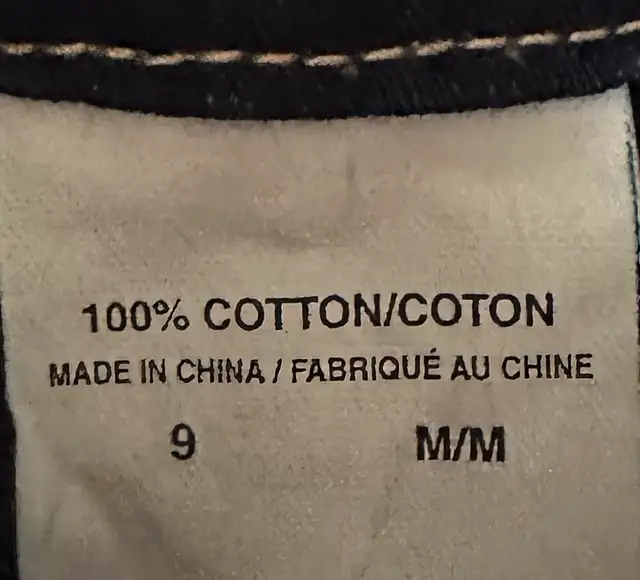 100% COTTON/COTON
MADE IN CHINA / FABRIQUÉ AU CHINE
9 M/M